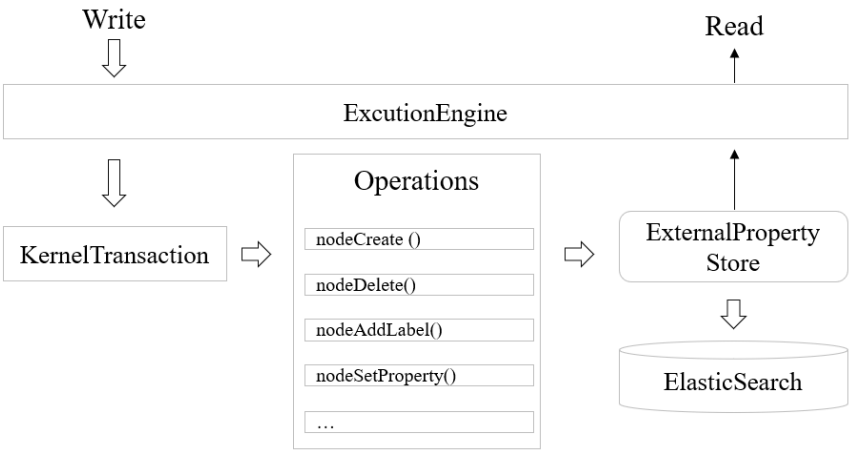 Write
Read
ExcutionEngine
Operations
KernelTransaction
nodeCreate ()
nodeDelete()
nodeAddLabel()
nodeSetProperty()
…
ExternalProperty
Store
ElasticSearch